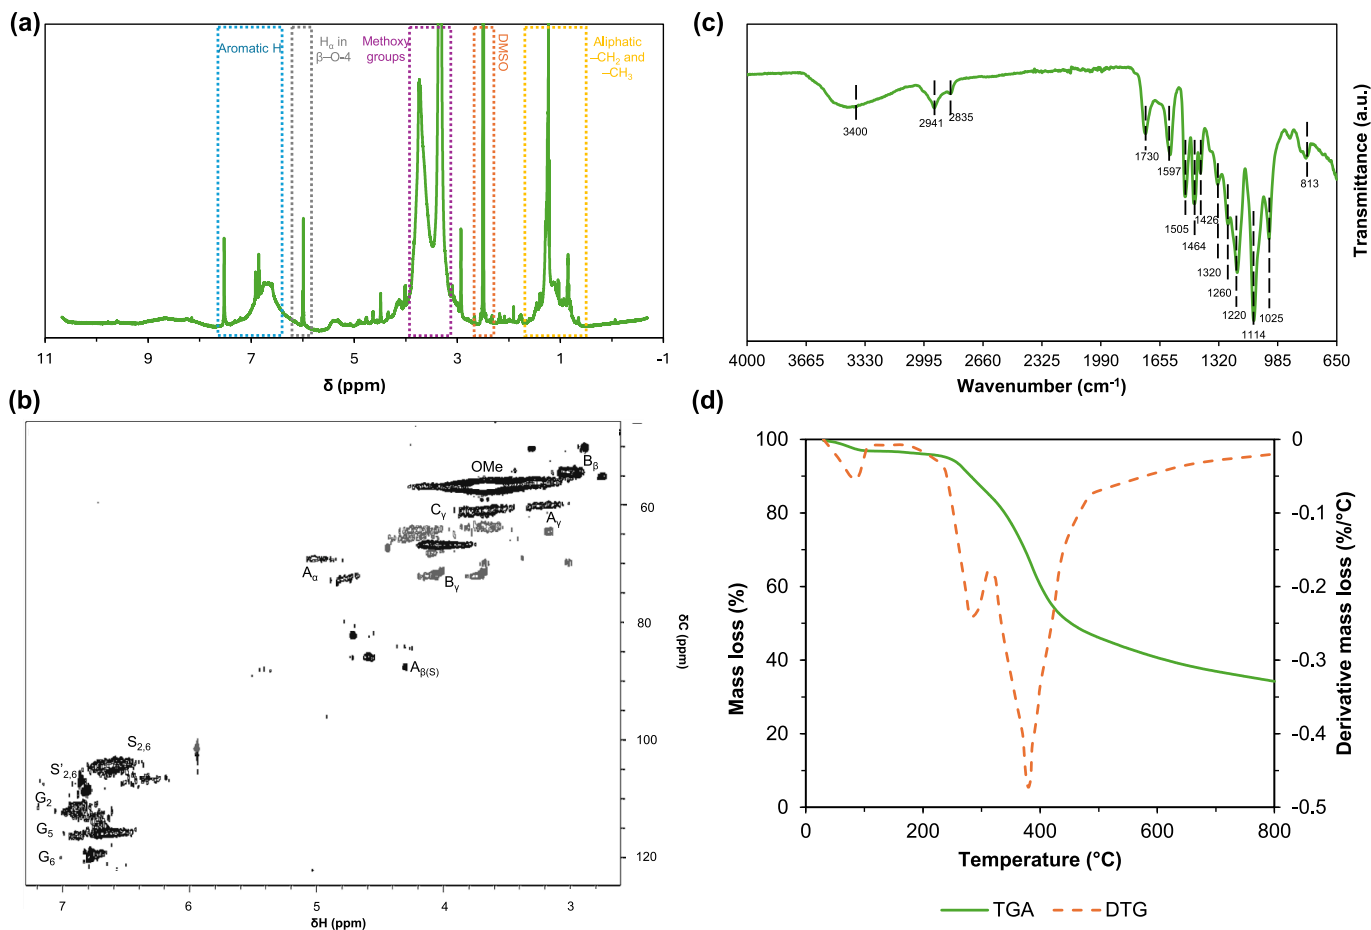 (a)
Aromatic H
Hα in
β–O-4
Methoxy
groups
DMSO
Aliphatic
–CH2 and
–CH3
11 9 7 5 3 1 -1
δ (ppm)
(c)
3400
2941
2835
1730
1597
1505
1464
1426
1320
1260
1220
1114
1025
813
Transmittance (a.u.)
4000 3665 3330 2995 2660 2325 1990 1655 1320 985 650
Wavenumber (cm-1)
(b)
OMe
Bβ
Cγ
Aγ
Aα
Bγ
Aβ(S)
S2,6
S'2,6
G2
G5
G6
60
80
100
120
δC (ppm)
7 6 5 4 3
δH (ppm)
(d)
100
80
60
40
20
0
Mass loss (%)
0
-0.1
-0.2
-0.3
-0.4
-0.5
Derivative mass loss (%/°C)
0 200 400 600 800
Temperature (°C)
TGA DTG